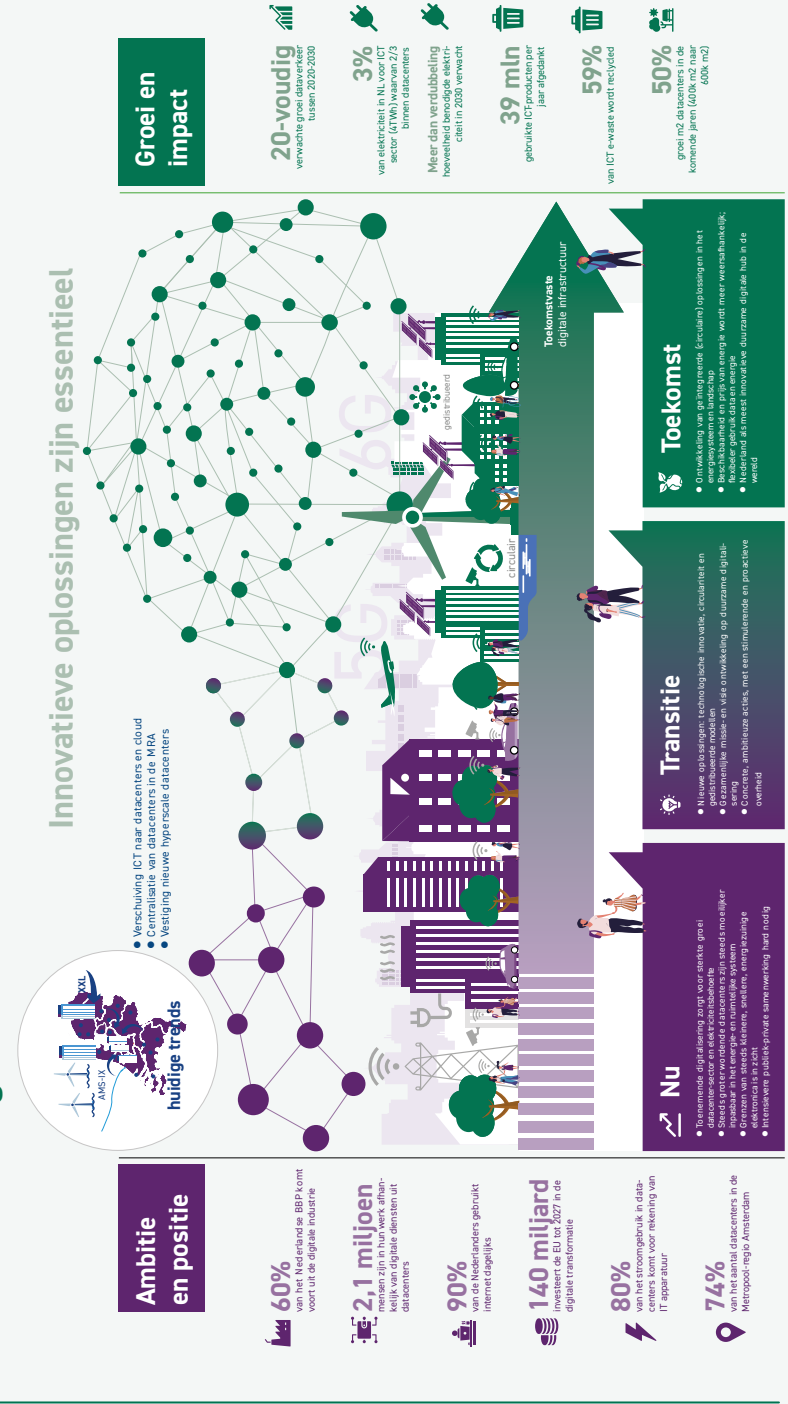 Innovatieve oplossingen zijn essentieel
Ambitie
en positie
60%
van het Nederlandse BBP komt
voort uit de digitale industrie
2,1 miljoen
mensen zijn in hun werk afhan-
kelijk van digitale diensten uit
datacenters
90%
van de Nederlanders gebruikt
internet dagelijks
140 miljard
investeert de EU tot 2027 in de
digitale transformatie
80%
van het stroomgebruik in data-
centers komt voor rekening van
IT apparatuur
74%
van het aantal datacenters in de
Metropool-regio Amsterdam
AMS-IX
XXL
huidige trends
● Verschuiving ICT naar datacenters en cloud
● Centralisatie van datacenters in de MRA
● Vestiging nieuwe hyperscale datacenters
5G
6G
circulair
gedistribueerd
Toekomstvaste
digitale infrastructuur
Nu
● Toenemende digitalisering zorgt voor sterkte groei
datacenter-sector en elektriciteitsbehoefte
● Steeds groter wordende datacenters zijn steeds moeilijker
inpasbaar in het energie- en ruimtelijke systeem
● Grenzen van steeds kleinere, snellere, energiezuinige
elektronica is in zicht
● Intensievere publiek-private samenwerking hard nodig
Transitie
● Nieuwe oplossingen: technologische innovatie, circulariteit en
gedistribueerde modellen
● Gezamenlijke missie- en visie ontwikkeling op duurzame digitali-
sering
● Concrete, ambitieuze acties, met een stimulerende en proactieve
overheid
Toekomst
● Ontwikkeling van geïntegreerde (circulaire) oplossingen in het
energiesysteem en landschap
● Beschikbaarheid en prijs van energie wordt meer weersafhankelijk;
flexibeler gebruik data en energie
● Nederland als meest innovatieve duurzame digitale hub in de
wereld
Groei en
impact
20-voudig
verwachte groei dataverkeer
tussen 2020-2030
3%
van elektriciteit in NL voor ICT
sector (4TWh) waarvan 2/3
binnen datacenters
Meer dan verdubbeling
hoeveelheid benodigde elektri-
citeit in 2030 verwacht
39 mln
gebruikte ICT-producten per
jaar afgedankt
59%
van ICT e-waste wordt recycled
50%
groei m2 datacenters in de
komende jaren (400k m2 naar
600k m2)